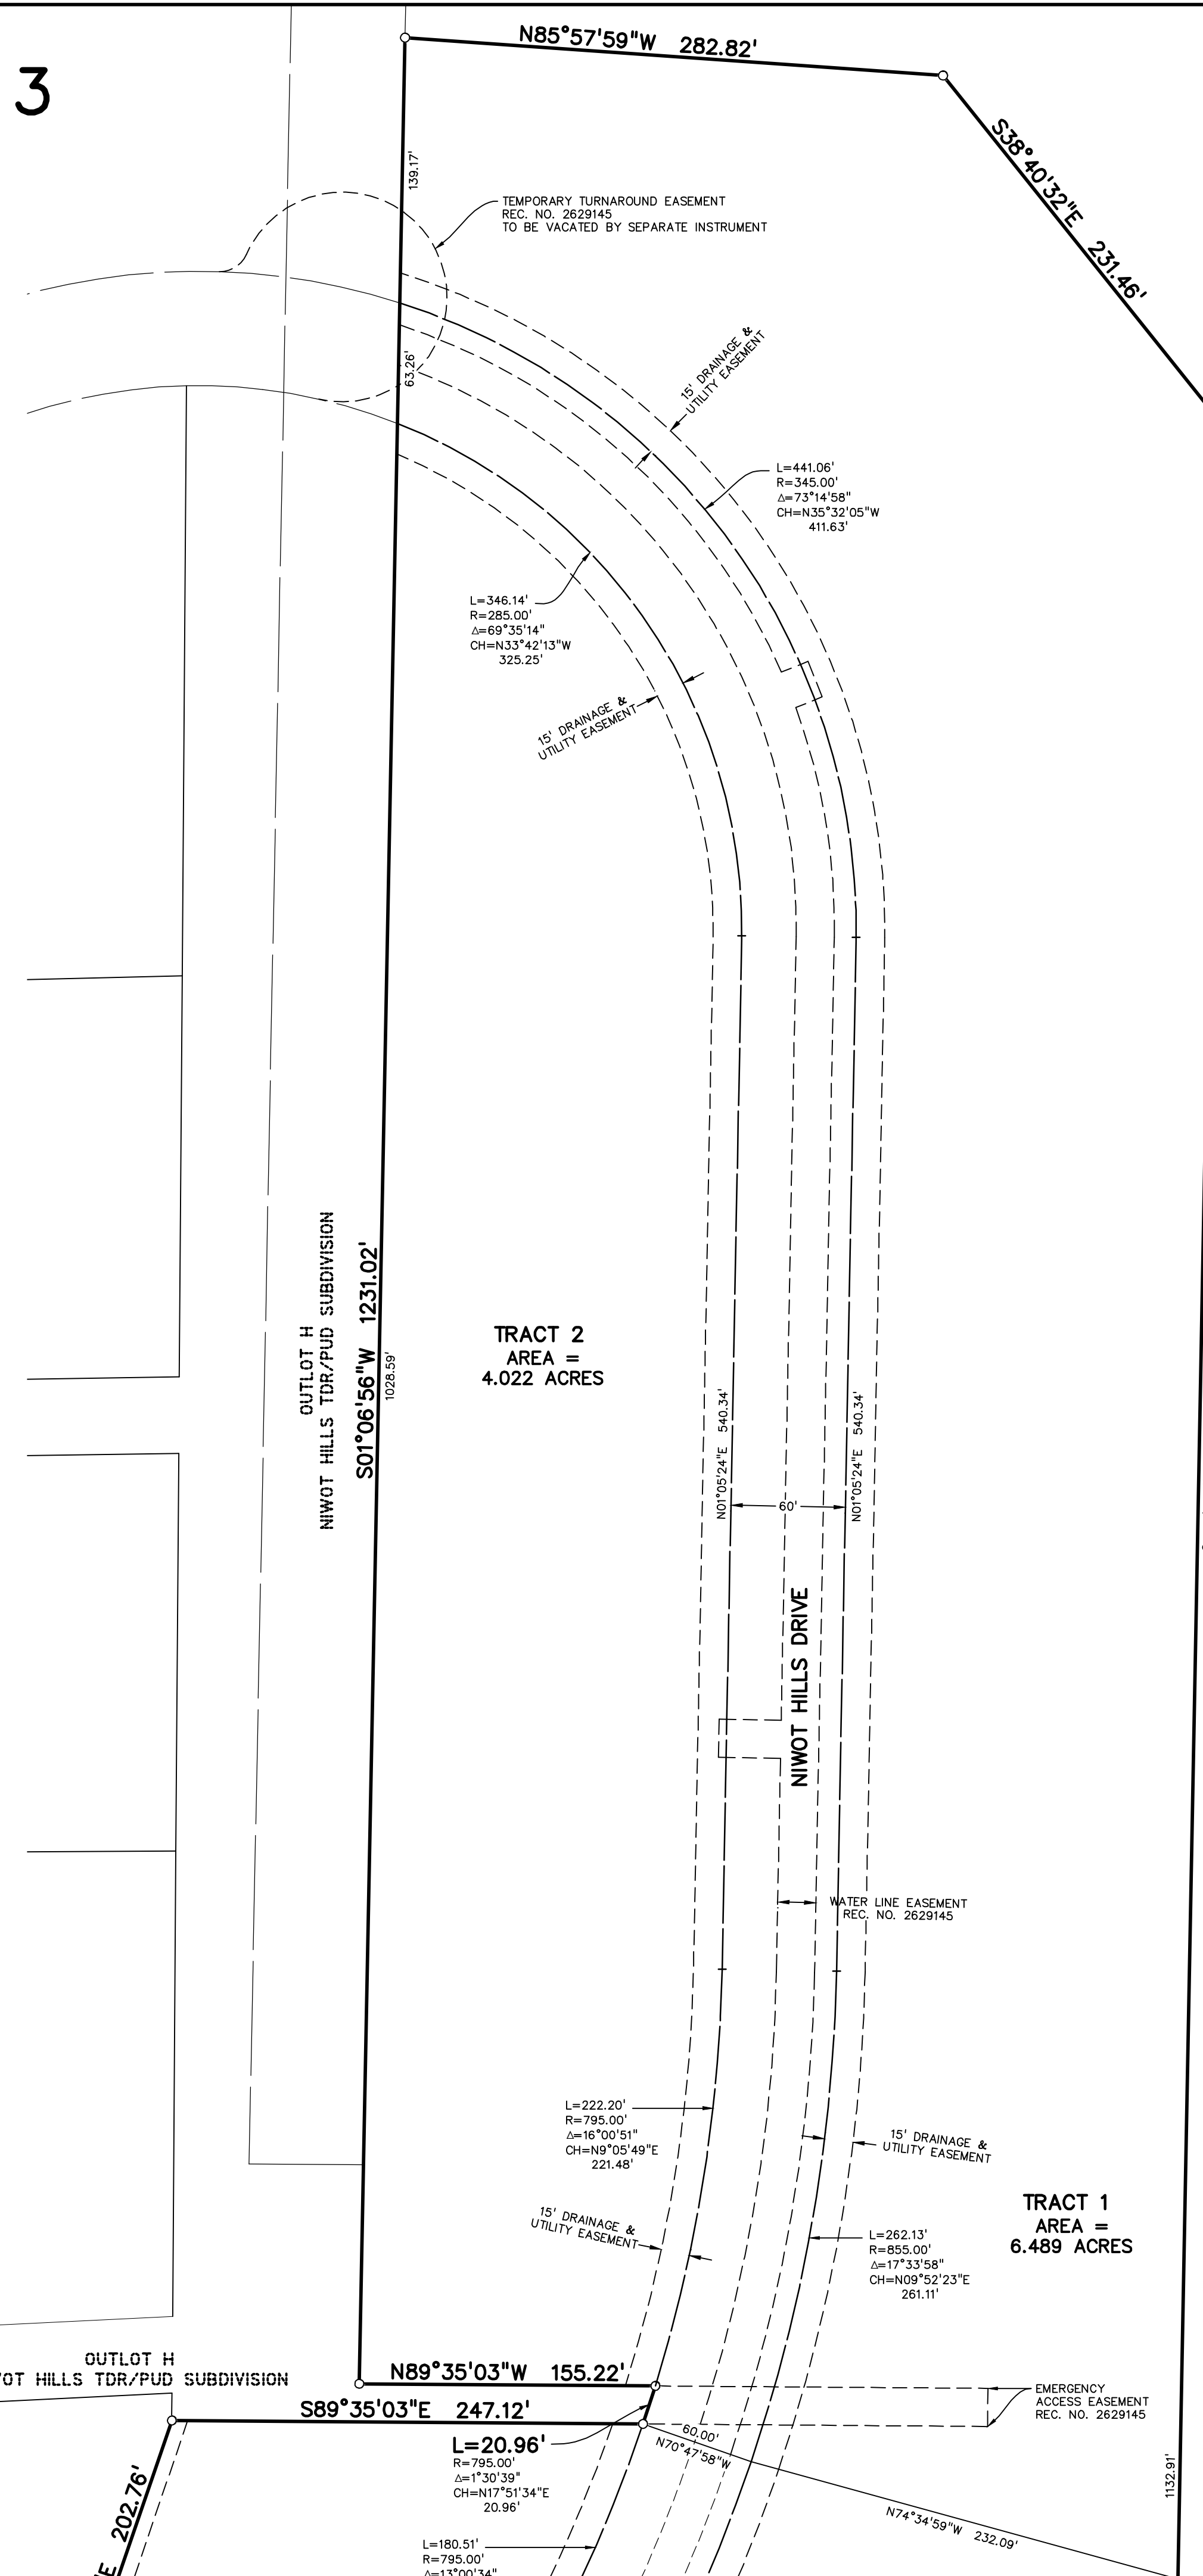 N85°57'59"W 282.82'
3
S38°40'32"E 231.46'
139.17'
TEMPORARY TURNAROUND EASEMENT
REC. NO. 2629145
TO BE VACATED BY SEPARATE INSTRUMENT
63.26'
15' DRAINAGE &
UTILITY EASEMENT
L=441.06'
R=345.00'
Δ=73°14'58"
CH=N35°32'05"W
411.63'
L=346.14'
R=285.00'
Δ=69°35'14"
CH=N33°42'13"W
325.25'
15' DRAINAGE &
UTILITY EASEMENT
OUTLOT H
NIWOT HILLS TDR/PUD SUBDIVISION
S01°06'56"W 1231.02'
1028.59'
TRACT 2
AREA =
4.022 ACRES
N01°05'24"E 540.34'
N01°05'24"E 540.34'
60'
NIWOT HILLS DRIVE
WATER LINE EASEMENT
REC. NO. 2629145
L=222.20'
R=795.00'
Δ=16°00'51"
CH=N9°05'49"E
221.48'
15' DRAINAGE &
UTILITY EASEMENT
TRACT 1
AREA =
6.489 ACRES
15' DRAINAGE &
UTILITY EASEMENT
L=262.13'
R=855.00'
Δ=17°33'58"
CH=N09°52'23"E
261.11'
OUTLOT H
VOT HILLS TDR/PUD SUBDIVISION
N89°35'03"W 155.22'
S89°35'03"E 247.12'
EMERGENCY
ACCESS EASEMENT
REC. NO. 2629145
L=20.96'
R=795.00'
Δ=1°30'39"
CH=N17°51'34"E
20.96'
60.00'
N70°47'58"W
N74°34'59"W 232.09'
1132.91'
E 202.76'
L=180.51'
R=795.00'
Δ=13°00'34"